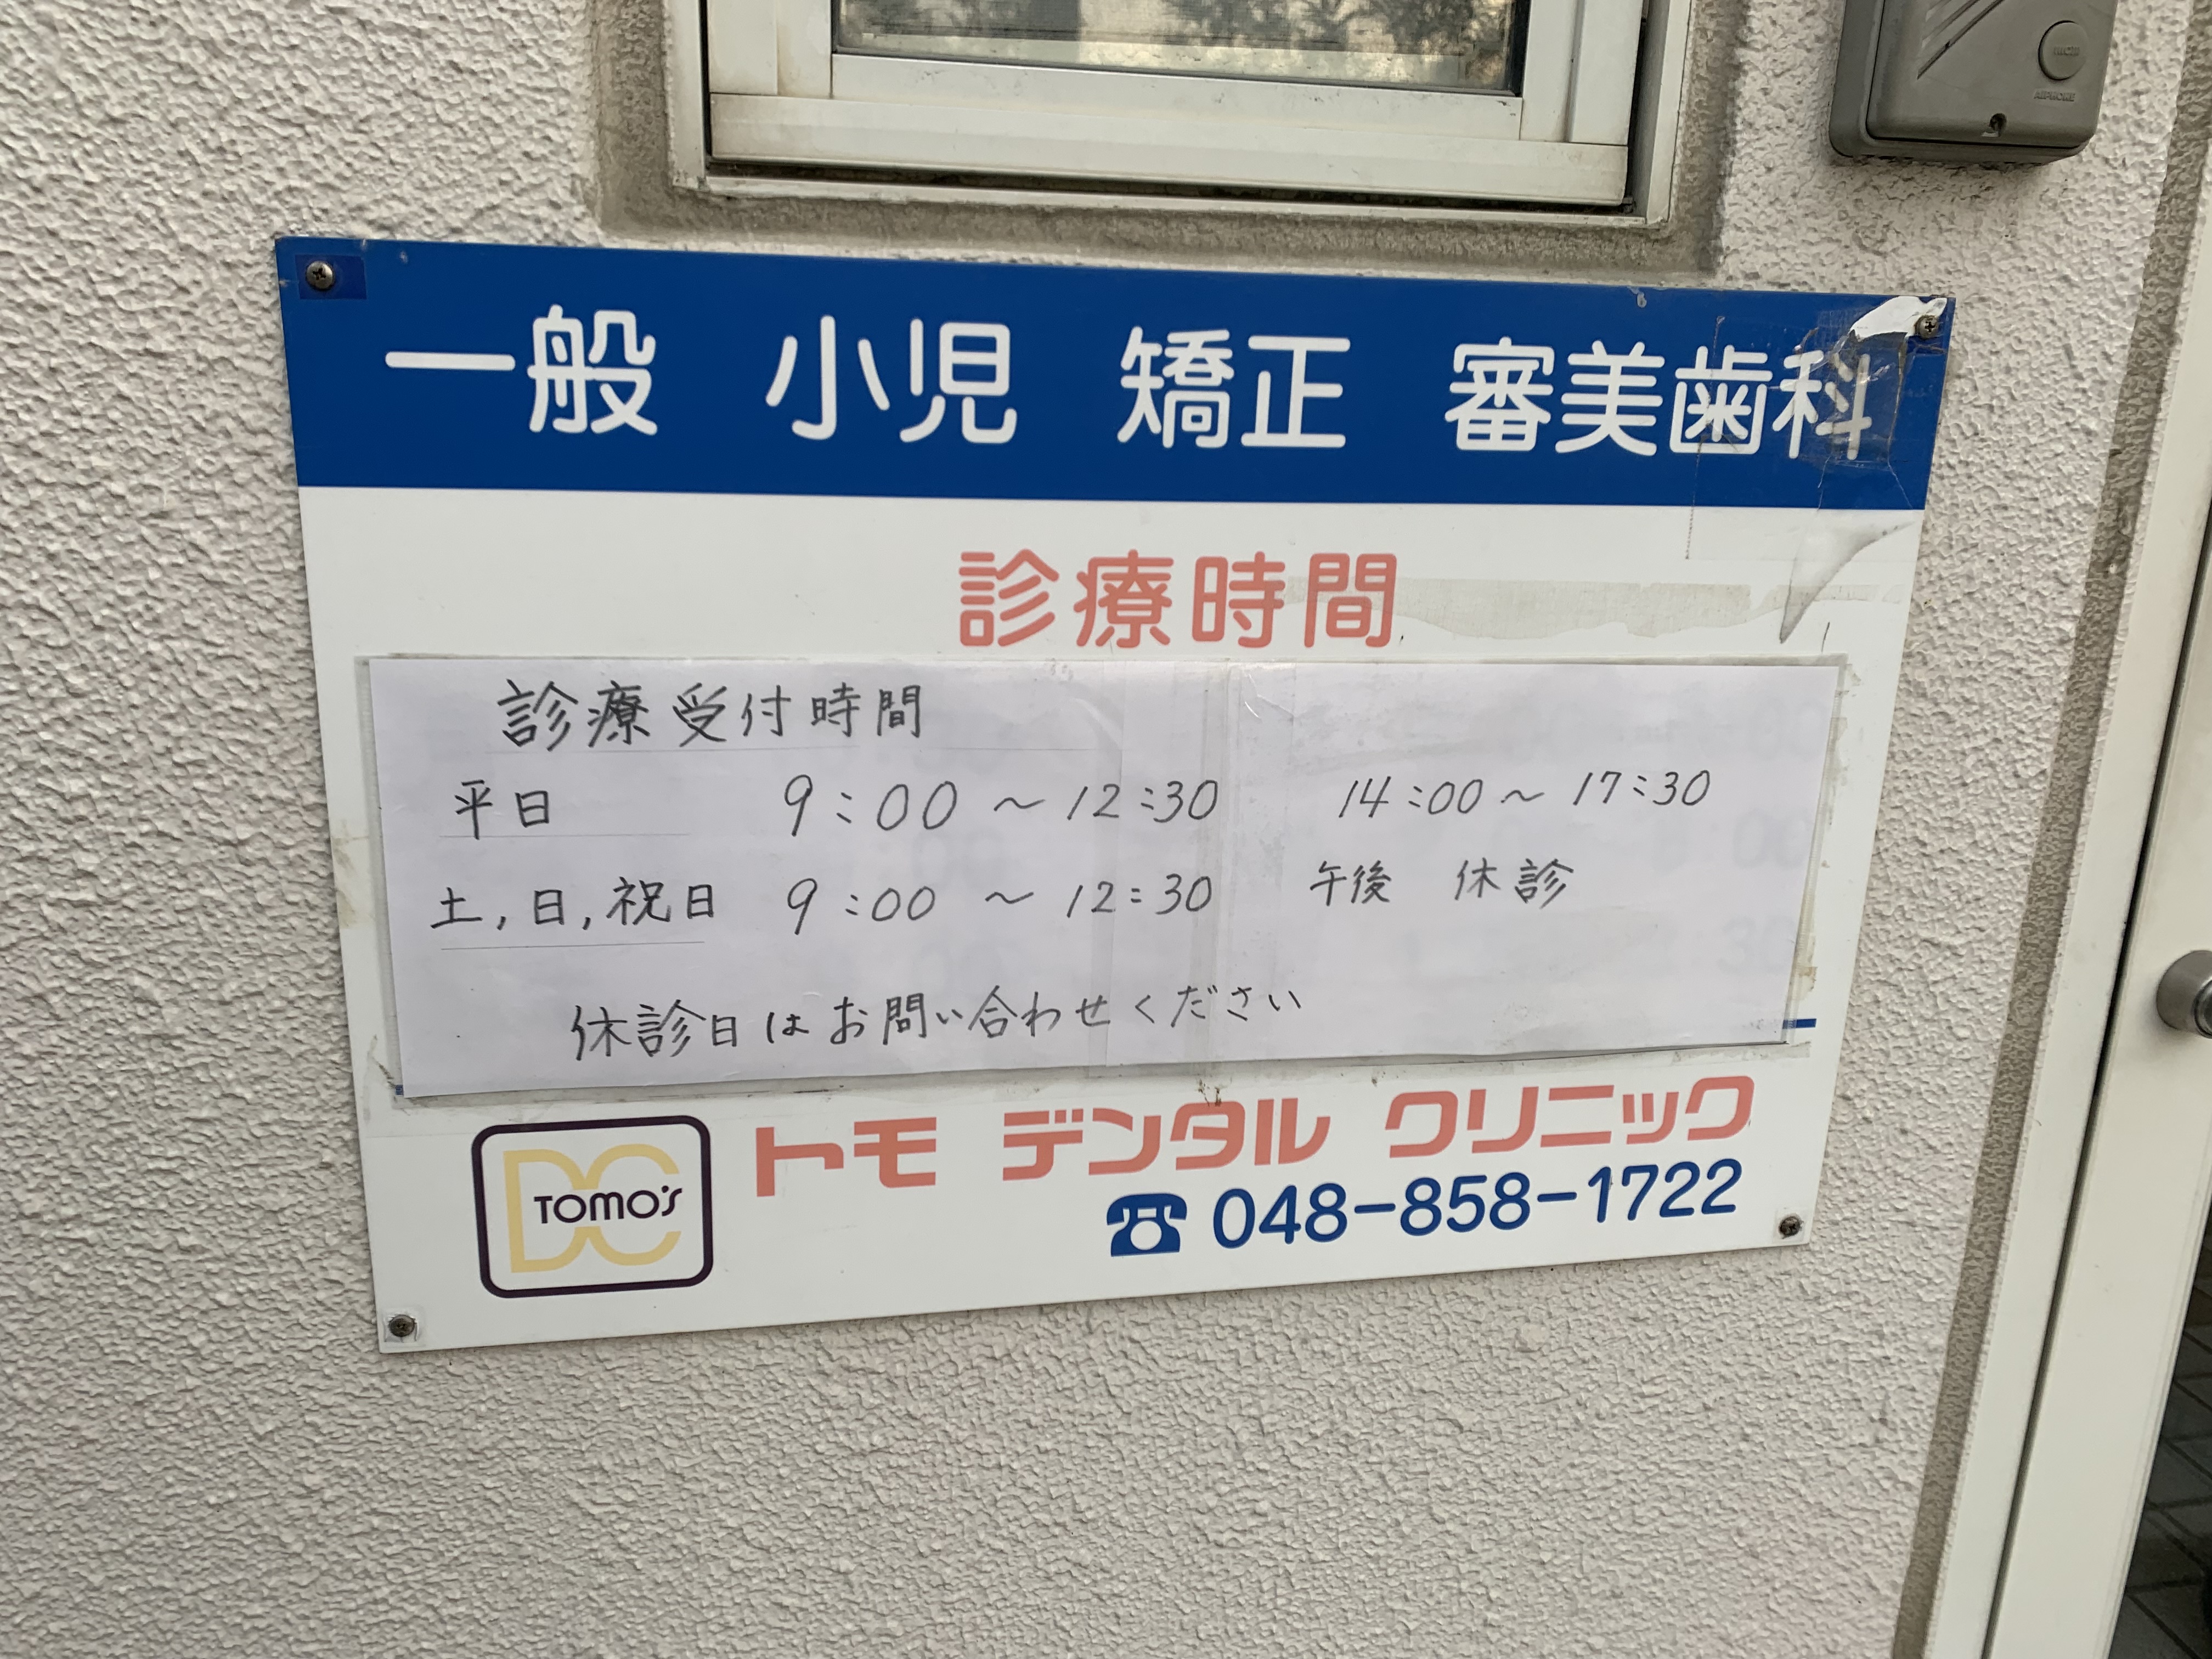 一般 小児 矯正 審美歯科
診療時間
診療受付時間
平日 9:00 〜 12:30 14:00 〜 17:30
土,日,祝日 9:00 〜 12:30 午後 休診
休診日はお問い合わせください
DC TOMO'S
トモ デンタル クリニック
☎048-858-1722